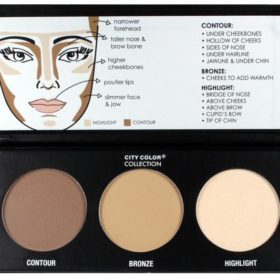 narrower
forehead
taller nose &
brow bone
higher
cheekbones
poutier lips
slimmer face
& jaw
HIGHLIGHT
CONTOUR
CONTOUR:
• UNDER CHEEKBONES
• HOLLOW OF CHEEKS
• SIDES OF NOSE
• UNDER HAIRLINE
• JAWLINE & UNDER CHIN
BRONZE:
• CHEEKS TO ADD WARMTH
HIGHLIGHT:
• BRIDGE OF NOSE
• ABOVE CHEEKS
• ABOVE BROW
• CUPID'S BOW
• TIP OF CHIN
CITY COLOR®
COLLECTION
CONTOUR
BRONZE
HIGHLIGHT